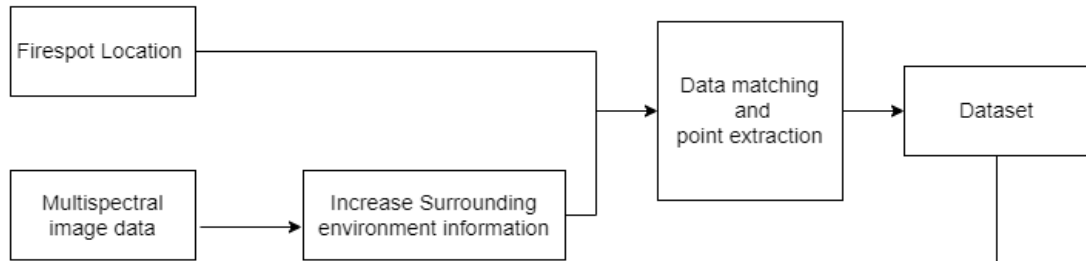 Firespot Location
Data matching
and
point extraction
Dataset
Multispectral
image data
Increase Surrounding
environment information